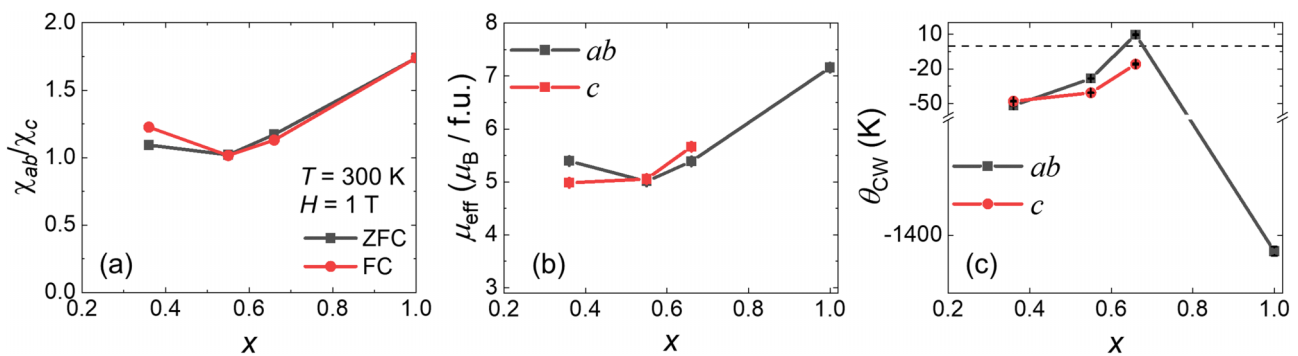 2.0
1.5
1.0
0.5
0.0
χab/χc
T = 300 K
H = 1 T
ZFC
FC
(a)
0.2 0.4 0.6 0.8 1.0
x
8
7
6
5
4
3
μeff (μB / f.u.)
ab
c
(b)
0.2 0.4 0.6 0.8 1.0
x
10
-20
-50
-1400
θCW (K)
ab
c
(c)
0.2 0.4 0.6 0.8 1.0
x